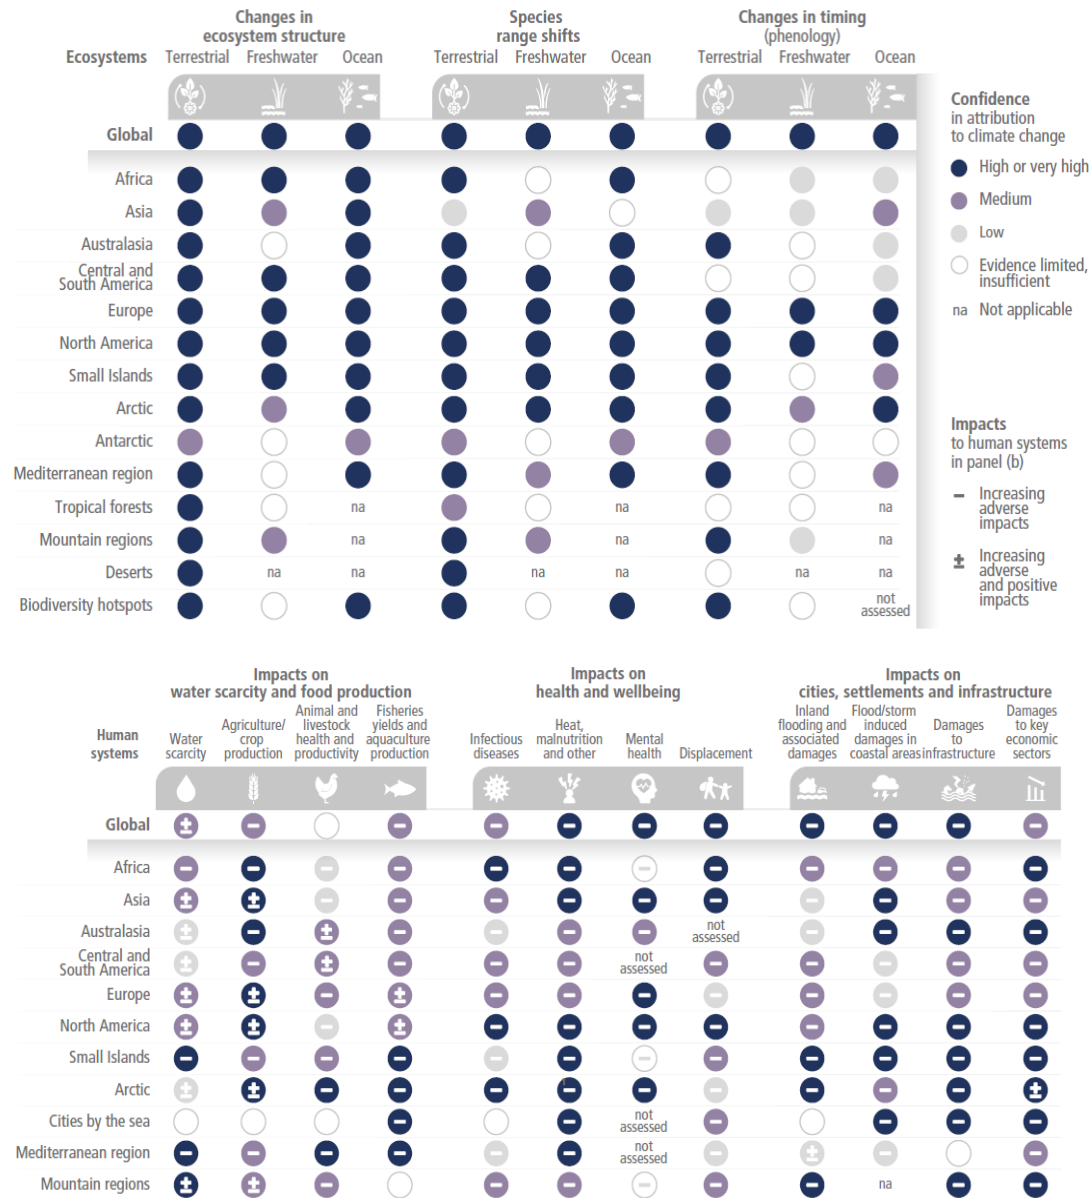 Changes in
ecosystem structure
Species
range shifts
Changes in timing
(phenology)
Ecosystems Terrestrial Freshwater Ocean Terrestrial Freshwater Ocean Terrestrial Freshwater Ocean
Global
Africa
Asia
Australasia
Central and
South America
Europe
North America
Small Islands
Arctic
Antarctic
Mediterranean region
Tropical forests na na na
Mountain regions na na na
Deserts na na na na na na
Biodiversity hotspots not
assessed
Confidence
in attribution
to climate change
High or very high
Medium
Low
Evidence limited,
insufficient
na Not applicable
Impacts
to human systems
in panel (b)
− Increasing
adverse
impacts
± Increasing
adverse
and positive
impacts
Impacts on
water scarcity and food production
Impacts on
health and wellbeing
Impacts on
cities, settlements and infrastructure
Human
systems
Water
scarcity
Agriculture/
crop
production
Animal and
livestock
health and
productivity
Fisheries
yields and
aquaculture
production
Infectious
diseases
Heat,
malnutrition
and other
Mental
health
Displacement
Inland
flooding and
associated
damages
Flood/storm
induced
damages in
coastal areas
Damages
to
infrastructure
Damages
to key
economic
sectors
Global ± − − − − − − − − − −
Africa − − − − − − − − − − − −
Asia ± ± − − − − − − − − − −
Australasia ± − ± − − − − not
assessed − − − −
Central and
South America ± − ± − − − not
assessed − − − − −
Europe ± ± − ± − − − − − − − −
North America ± ± − ± − − − − − − − −
Small Islands − − − − − − − − − − − −
Arctic ± ± − − − − − − − − − ±
Cities by the sea − − not
assessed − − − −
Mediterranean region − − − − − − not
assessed − ± − −
Mountain regions ± ± − − − − − − na − −